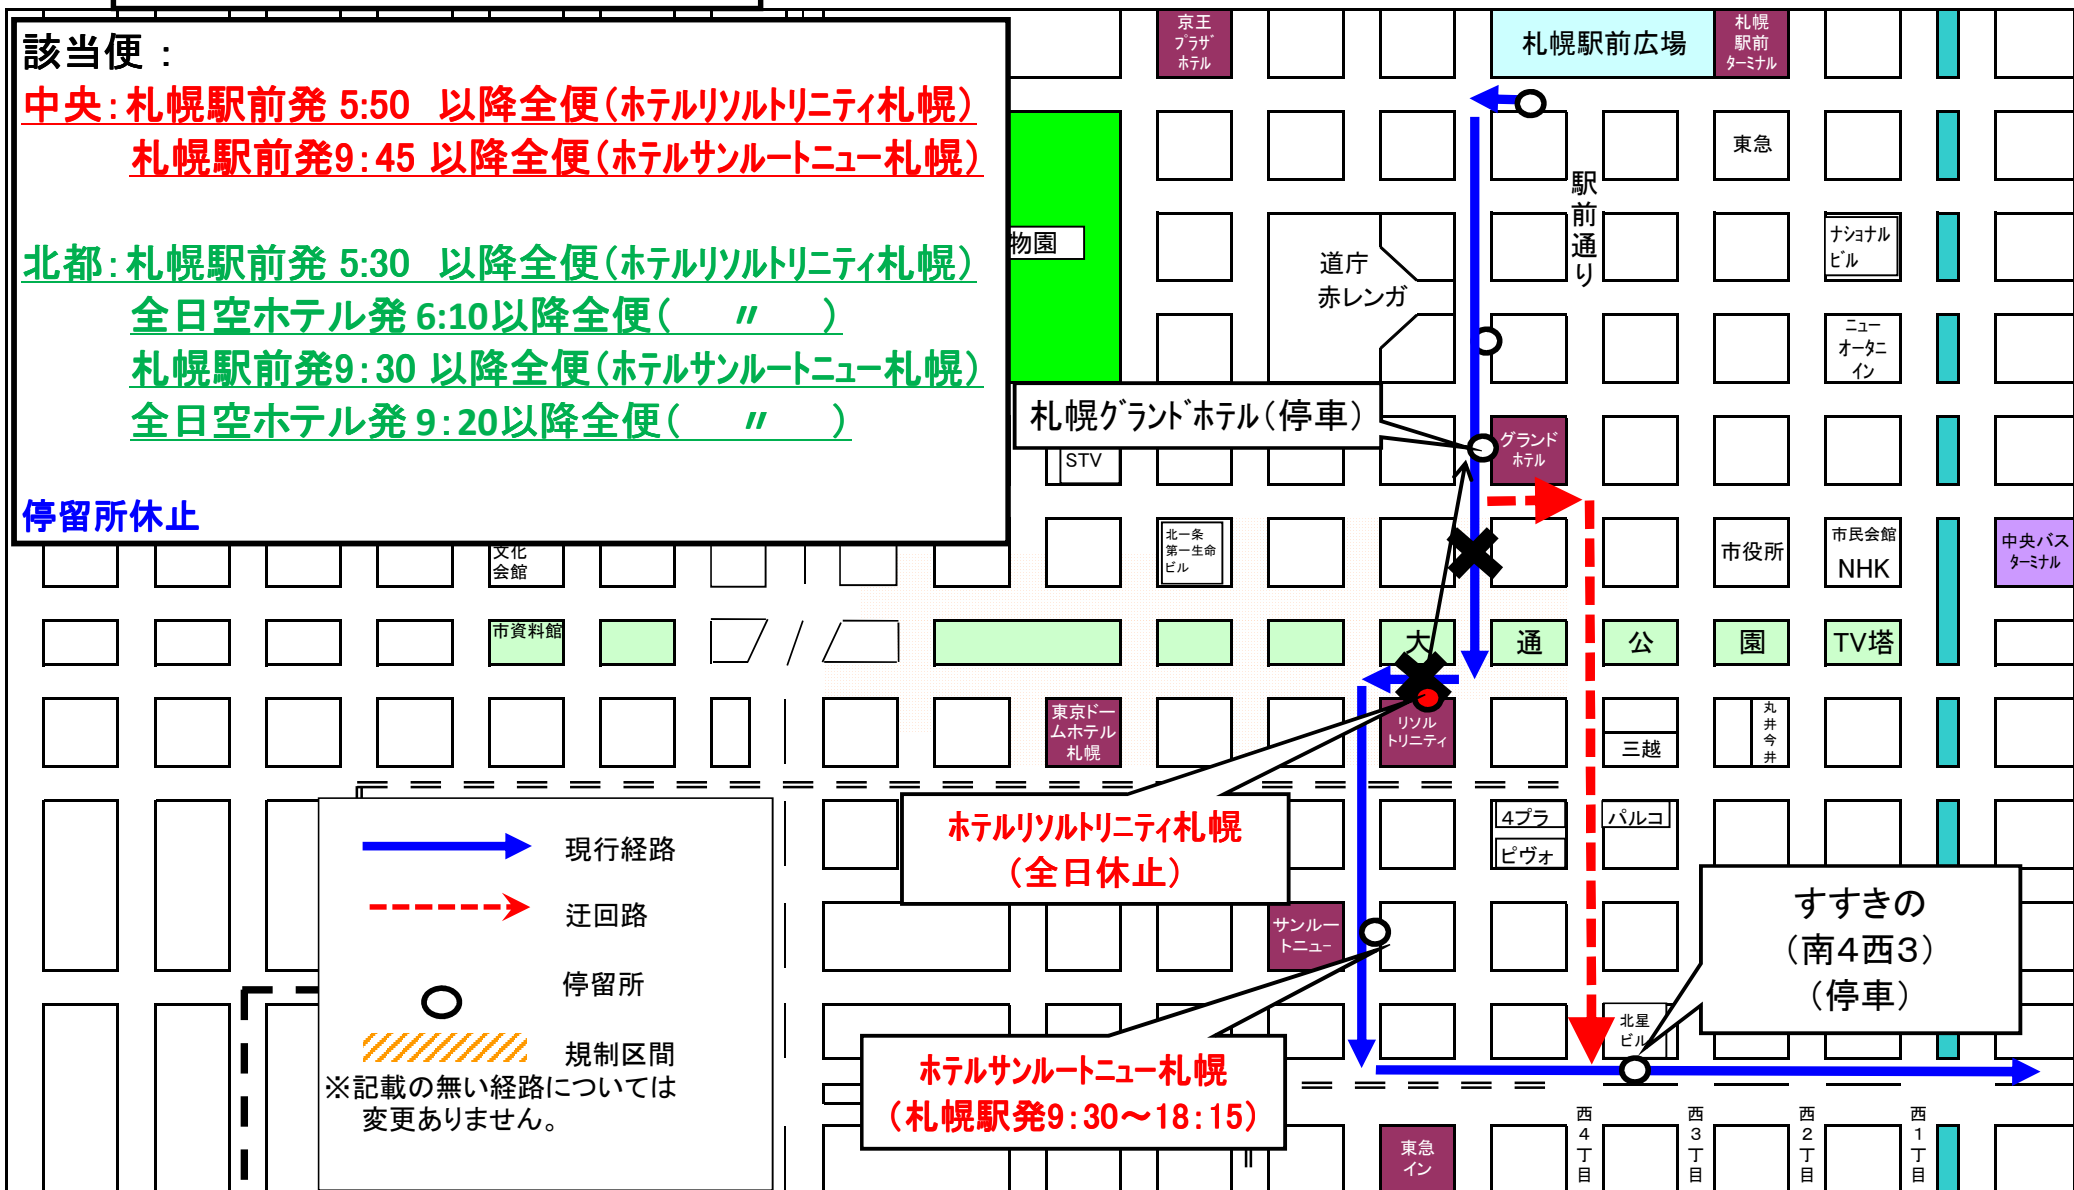 該当便：
中央：札幌駅前発 5:50 以降全便（ホテルリソルトリニティ札幌）
札幌駅前発9：45 以降全便（ホテルサンルートニュー札幌）
北都：札幌駅前発 5:30 以降全便（ホテルリソルトリニティ札幌）
全日空ホテル発 6:10以降全便（ 〃 ）
札幌駅前発9：30 以降全便（ホテルサンルートニュー札幌）
全日空ホテル発 9：20以降全便（ 〃 ）
停留所休止
京王
プラザ
ホテル
札幌駅前広場
札幌
駅前
ターミナル
東急
駅前通り
物園
道庁
赤レンガ
ナショナル
ビル
ニュー
オータニ
イン
札幌グランドホテル（停車）
グランド
ホテル
STV
文化
会館
北一条
第一生命
ビル
市役所
市民会館
NHK
中央バス
ターミナル
市資料館
大
通
公
園
TV塔
東京ドー
ムホテル
札幌
リソル
トリニティ
三越
丸井今井
現行経路
迂回路
停留所
規制区間
※記載の無い経路については
変更ありません。
ホテルリソルトリニティ札幌
（全日休止）
4プラ
ピヴォ
パルコ
サンルー
トニュー
すすきの
（南4西3）
（停車）
北星
ビル
ホテルサンルートニュー札幌
（札幌駅発9：30～18：15）
東急
イン
西4丁目
西3丁目
西2丁目
西1丁目